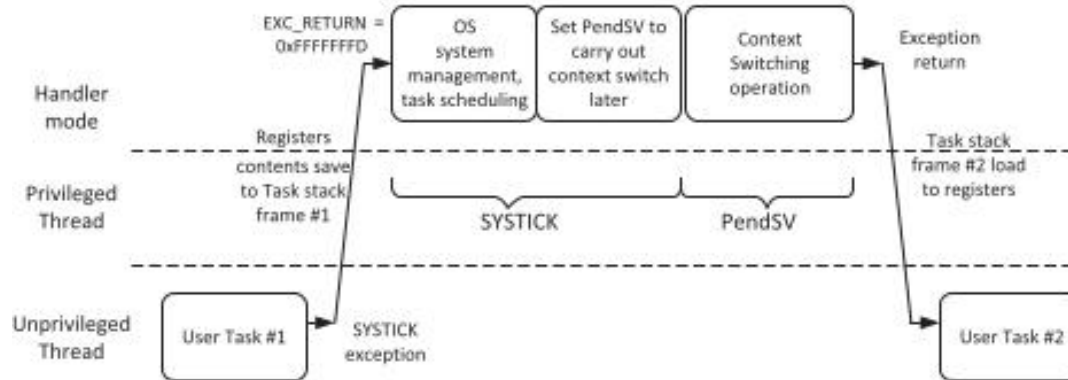 EXC_RETURN =
0xFFFFFFFD
OS
system
management,
task scheduling
Set PendSV to
carry out
context switch
later
Context
Switching
operation
Exception
return
Handler
mode
Registers
contents save
to Task stack
frame #1
Task stack
frame #2 load
to registers
Privileged
Thread
SYSTICK
PendSV
Unprivileged
Thread
User Task #1
SYSTICK
exception
User Task #2